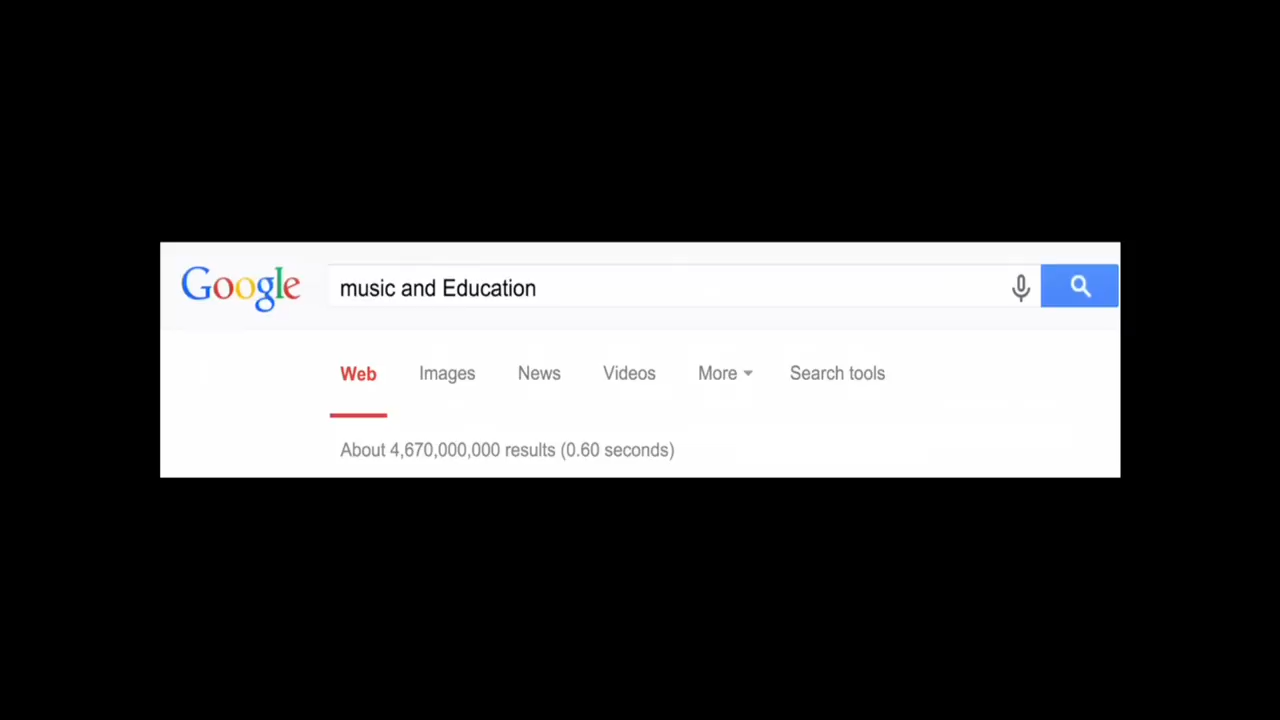 Google music and Education
Web Images News Videos More Search tools
About 4,670,000,000 results (0.60 seconds)